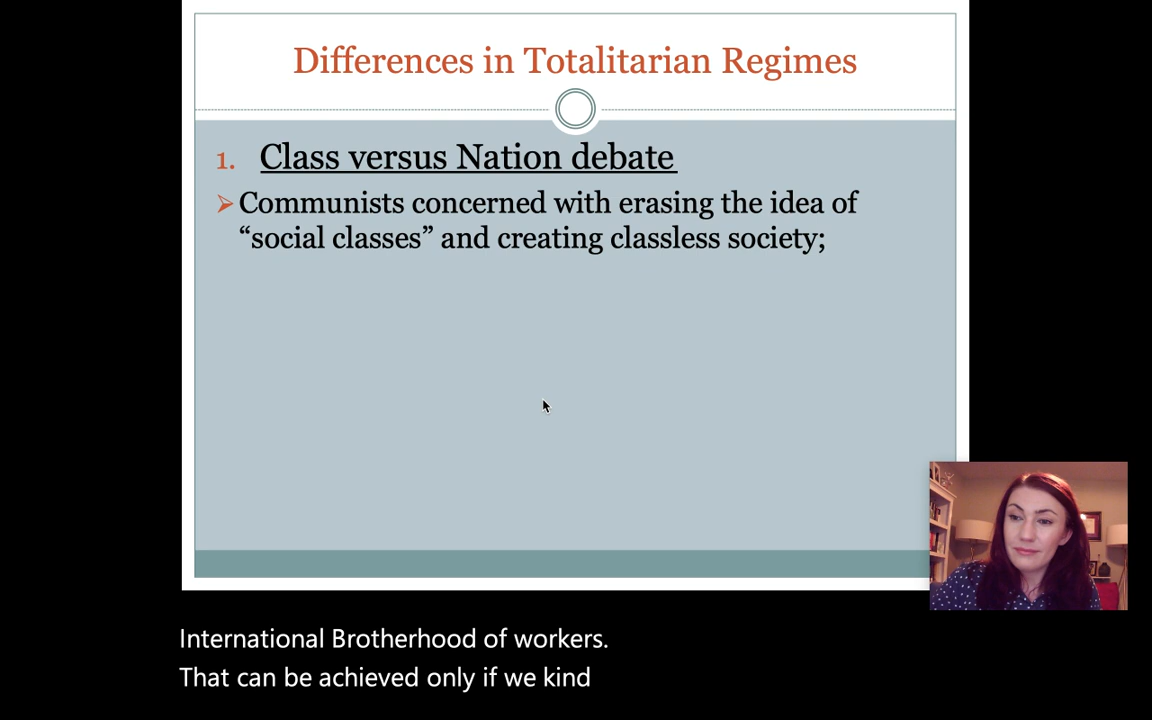 Differences in Totalitarian Regimes
1. Class versus Nation debate
➢ Communists concerned with erasing the idea of
“social classes” and creating classless society;
International Brotherhood of workers.
That can be achieved only if we kind